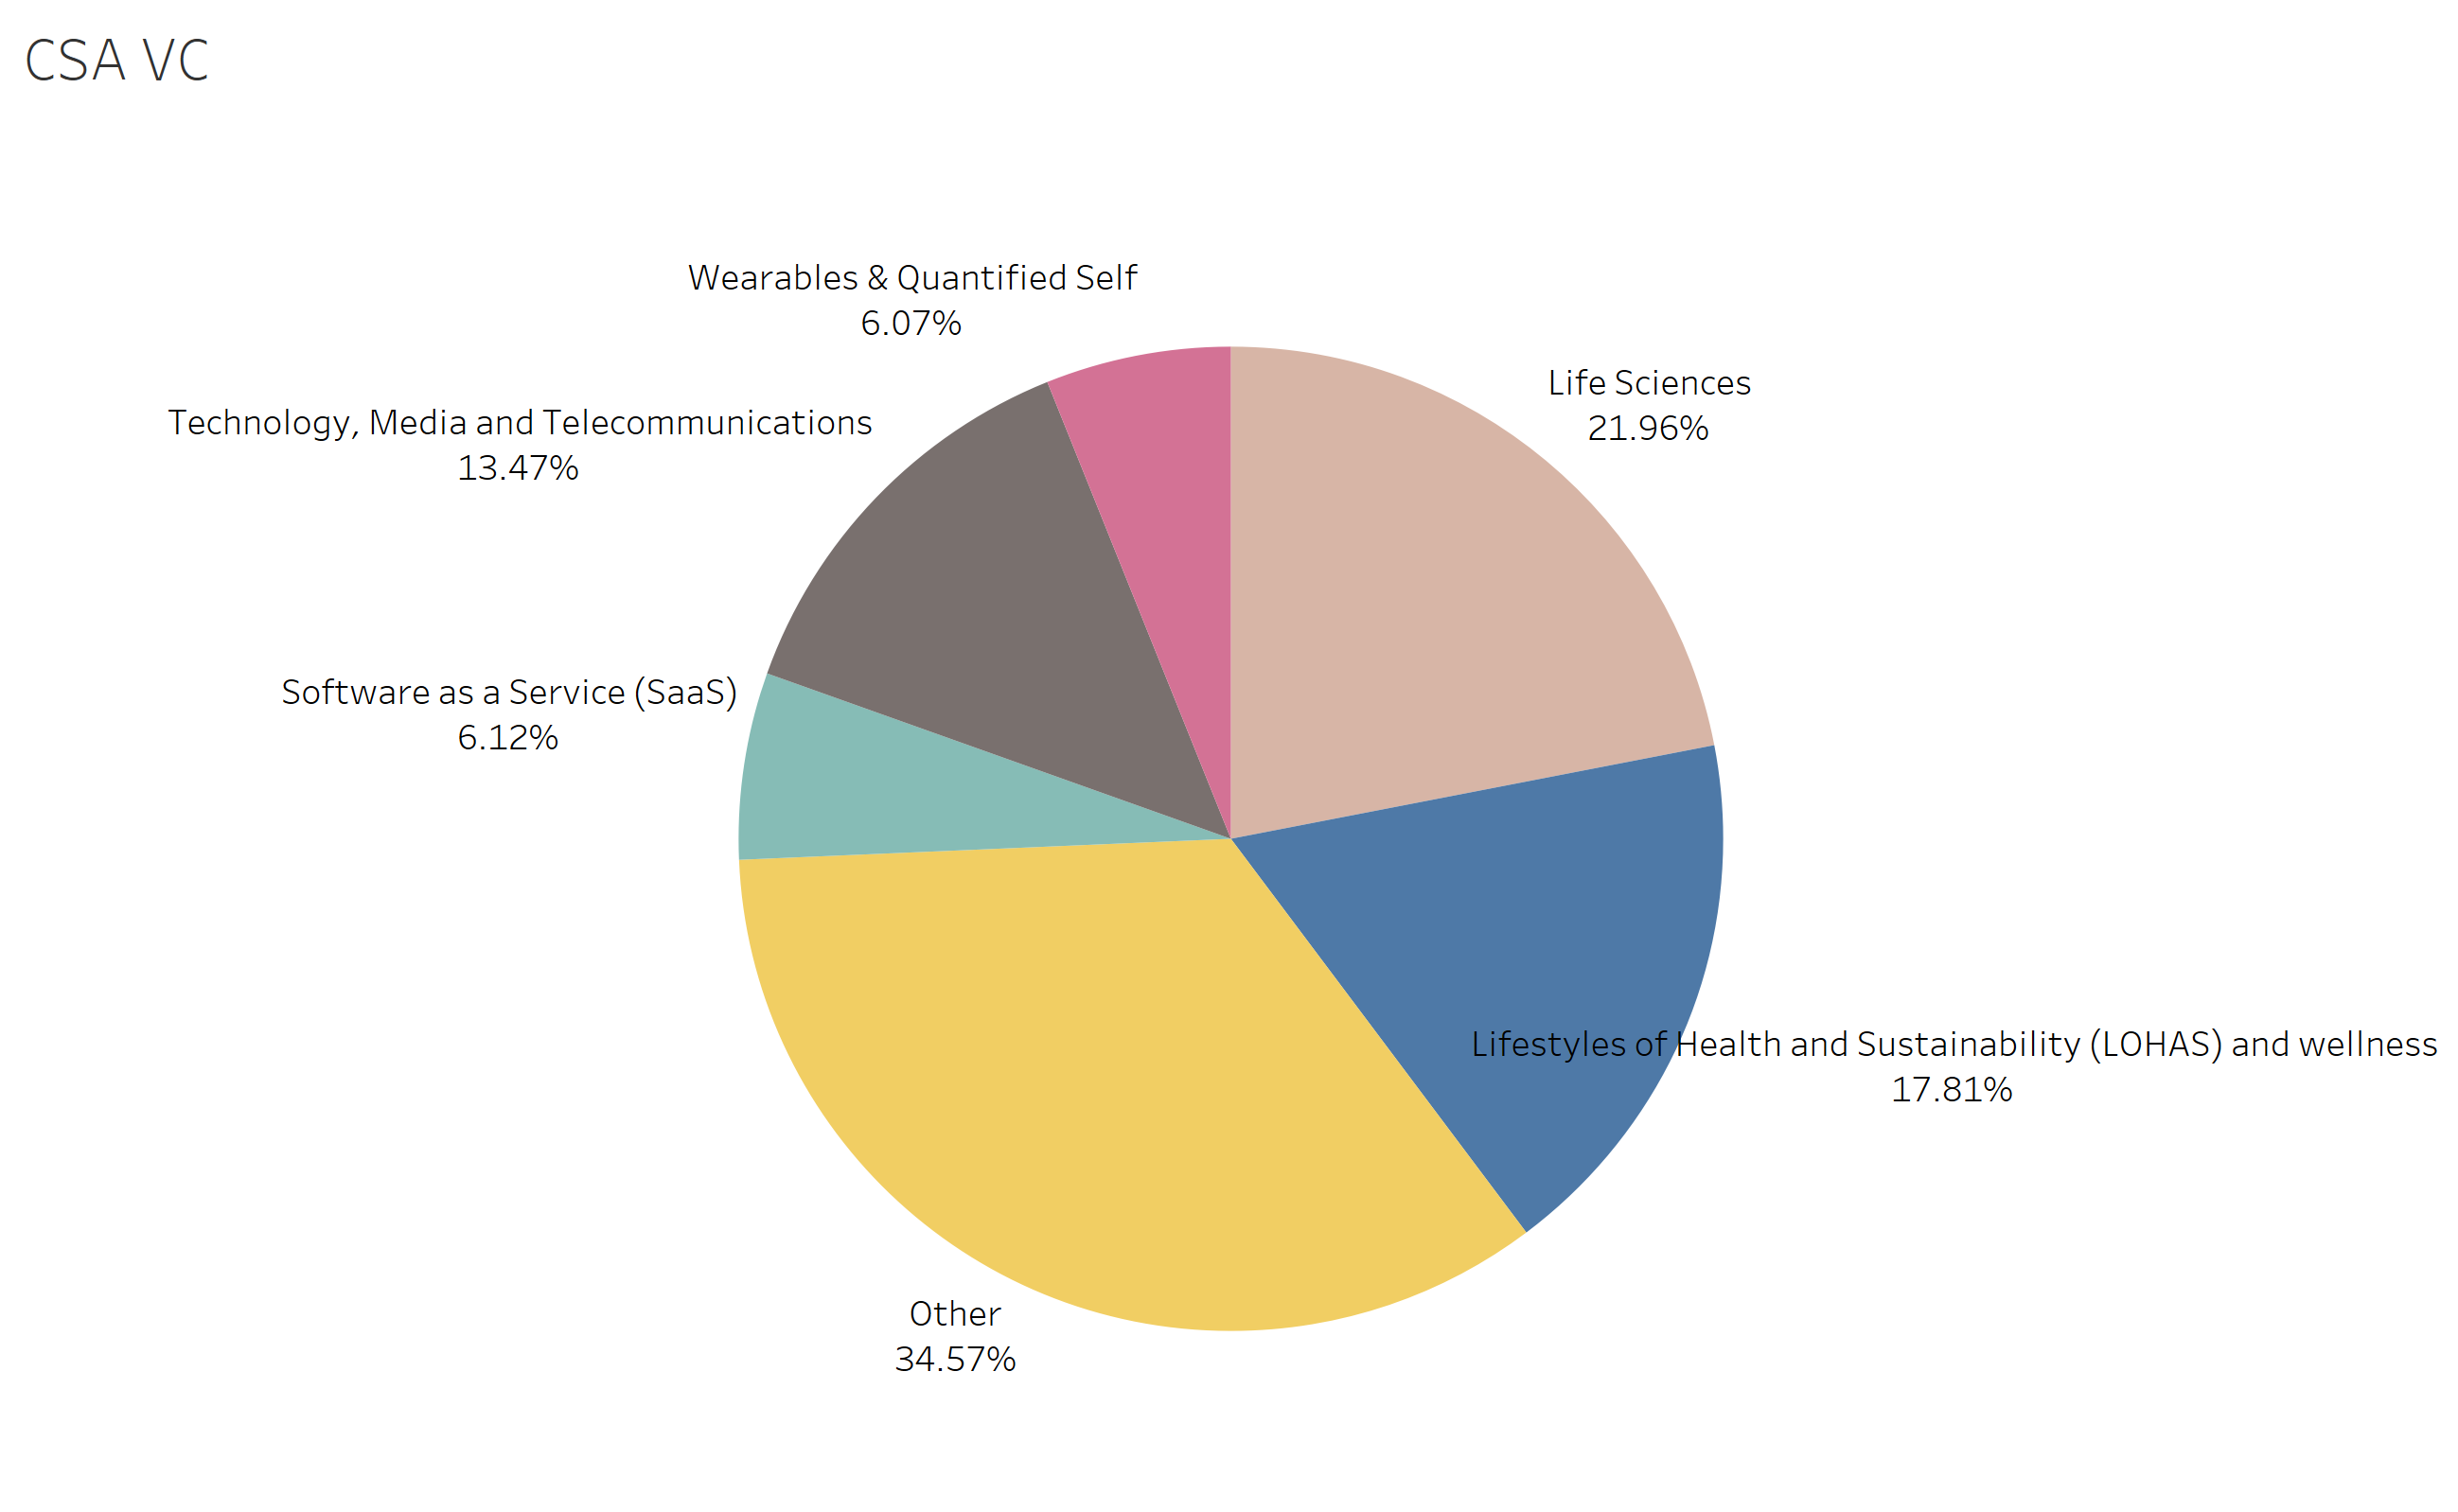 CSA VC
Wearables & Quantified Self
6.07%
Life Sciences
21.96%
Technology, Media and Telecommunications
13.47%
Software as a Service (SaaS)
6.12%
Lifestyles of Health and Sustainability (LOHAS) and wellness
17.81%
Other
34.57%